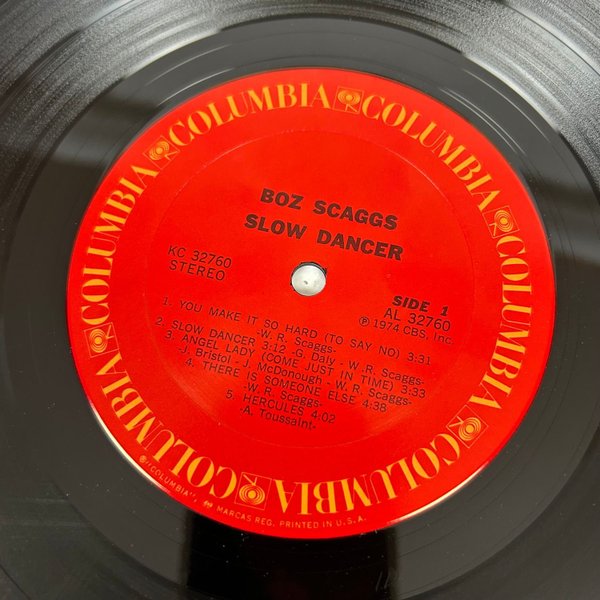 COLUMBIA COLUMBIA COLUMBIA COLUMBIA COLUMBIA COLUMBIA
BOZ SCAGGS
SLOW DANCER
KC 32760
STEREO
SIDE 1
AL 32760
Ⓟ 1974 CBS, Inc.
1. YOU MAKE IT SO HARD (TO SAY NO) 3:31
-W. R. Scaggs-
2. SLOW DANCER 3:12 -G. Daly - W .R. Scaggs-
3. ANGEL LADY (COME JUST IN TIME) 3:33
J. Bristol - J. McDonough - W. R. Scaggs-
4. THERE IS SOMEONE ELSE 4:38
-W. R. Scaggs-
5. HERCULES 4:02
-A. Toussaint-
®"COLUMBIA", MARCAS REG. PRINTED IN U.S.A.